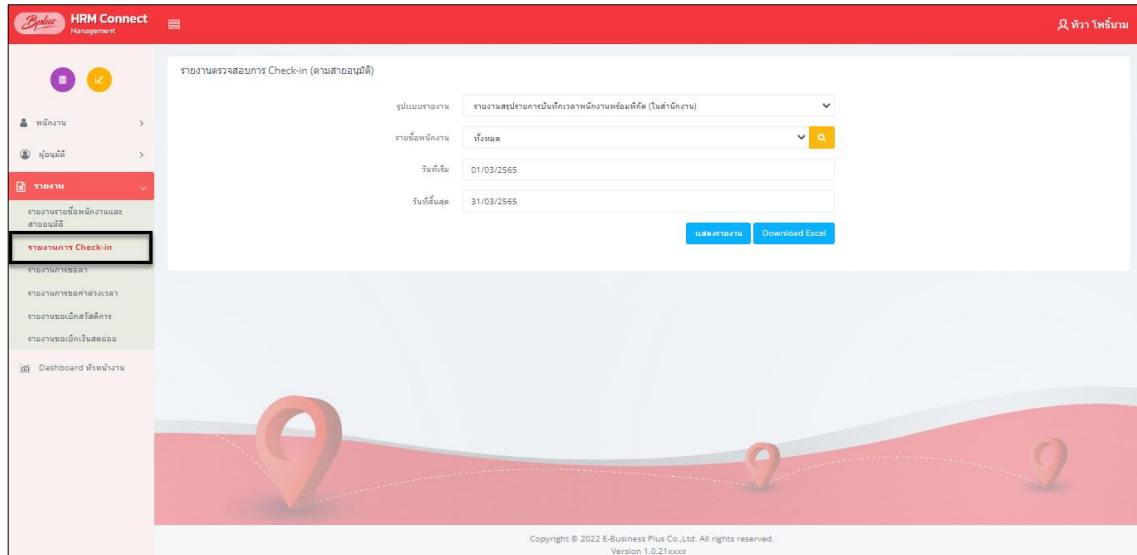 Bplus HRM Connect
Management
ทิวา โพธิ์นาม
รายงานตรวจสอบการ Check-in (ตามสายอนุมัติ)
รูปแบบรายงาน รายงานสรุปรายการบันทึกเวลาพนักงานพร้อมพิกัด (ในสำนักงาน)
รายชื่อพนักงาน ทั้งหมด
วันที่เริ่ม 01/03/2565
วันที่สิ้นสุด 31/03/2565
แสดงรายงาน Download Excel
พนักงาน
ผู้อนุมัติ
รายงาน
รายงานรายชื่อพนักงานและ
สายอนุมัติ
รายงานการ Check-in
รายงานการขอลา
รายงานการขอค่าล่วงเวลา
รายงานขอเบิกสวัสดิการ
รายงานขอเบิกเงินสดย่อย
Dashboard หัวหน้างาน
Copyright © 2022 E-Business Plus Co.,Ltd. All rights reserved.
Version 1.0.21xxxx